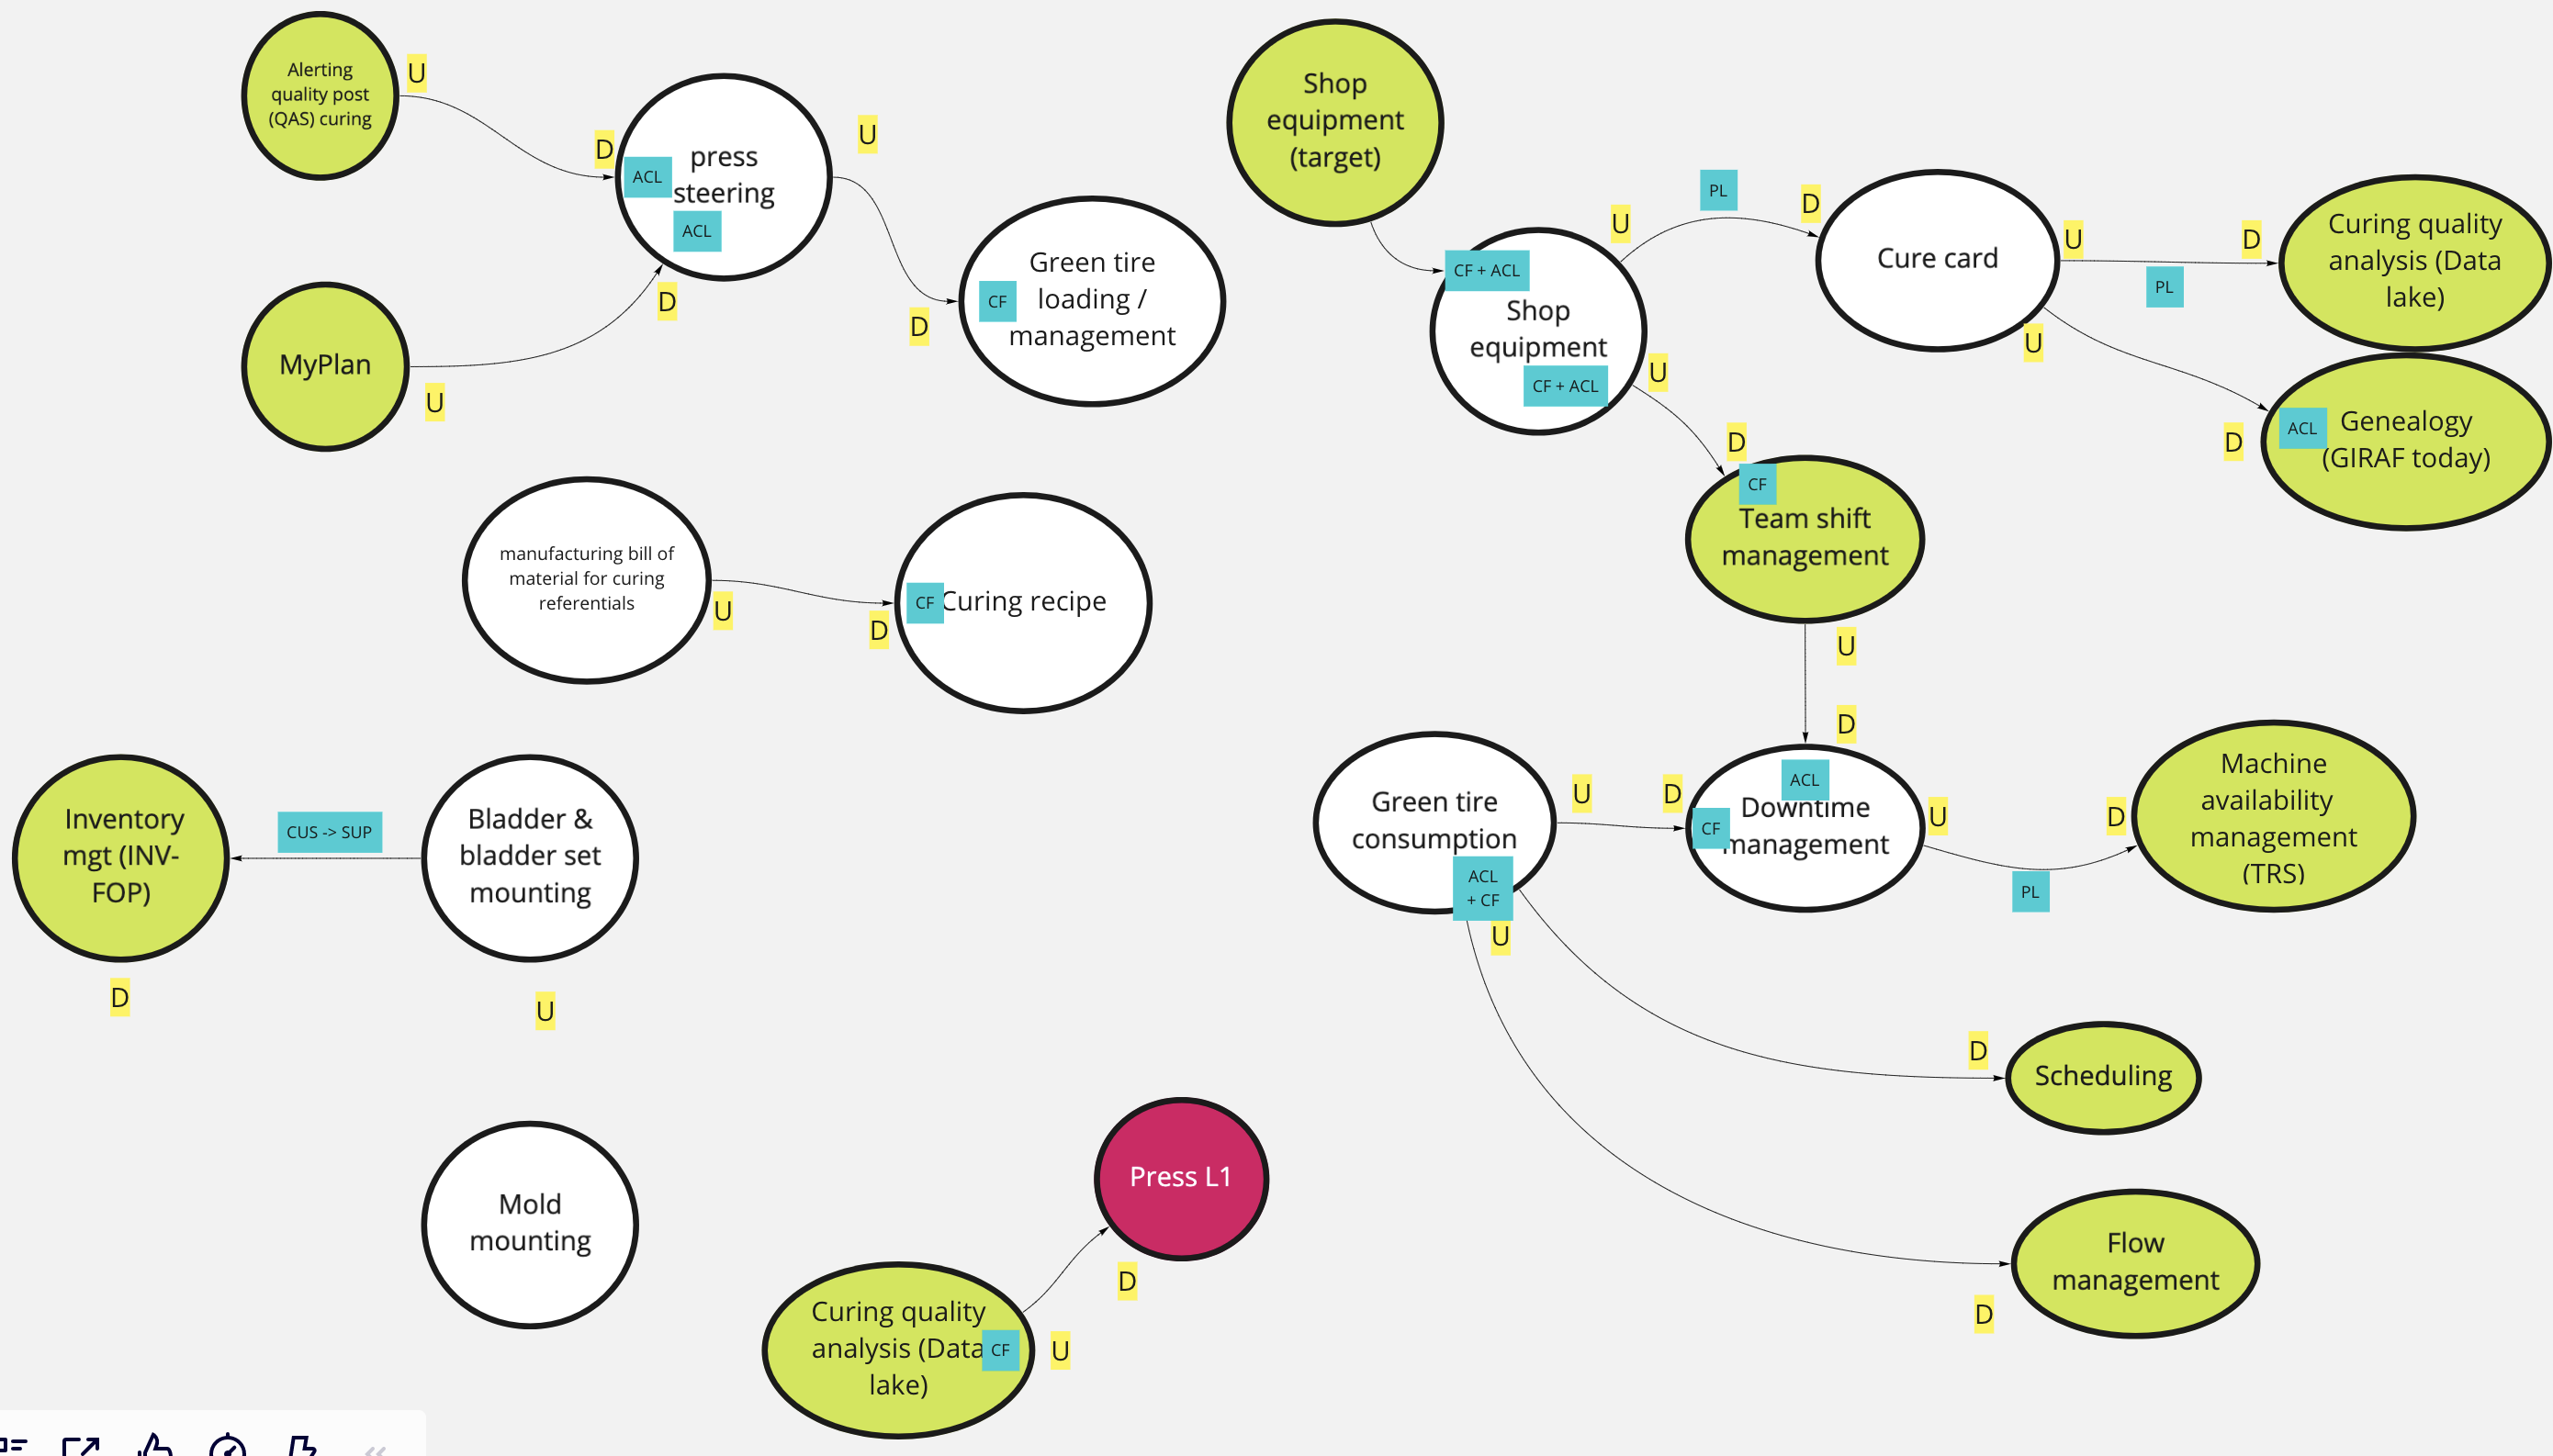 Alerting
quality post
(QAS) curing
U
D
ACL
press
steering
ACL
U
MyPlan
U
D
D
CF
Green tire
loading /
management
Shop
equipment
(target)
CF + ACL
Shop
equipment
CF + ACL
U
PL
D
Cure card
U
D
PL
Curing quality
analysis (Data
lake)
U
D
ACL
Genealogy
(GIRAF today)
U
D
CF
Team shift
management
U
D
manufacturing bill of
material for curing
referentials
U
D
CF
Curing recipe
Inventory
mgt (INV-
FOP)
CUS -> SUP
Bladder &
bladder set
mounting
D
U
Green tire
consumption
ACL
+ CF
U
U
D
ACL
CF
Downtime
management
U
D
PL
Machine
availability
management
(TRS)
D
Scheduling
D
Flow
management
Mold
mounting
Press L1
D
Curing quality
analysis (Data
lake)
CF
U